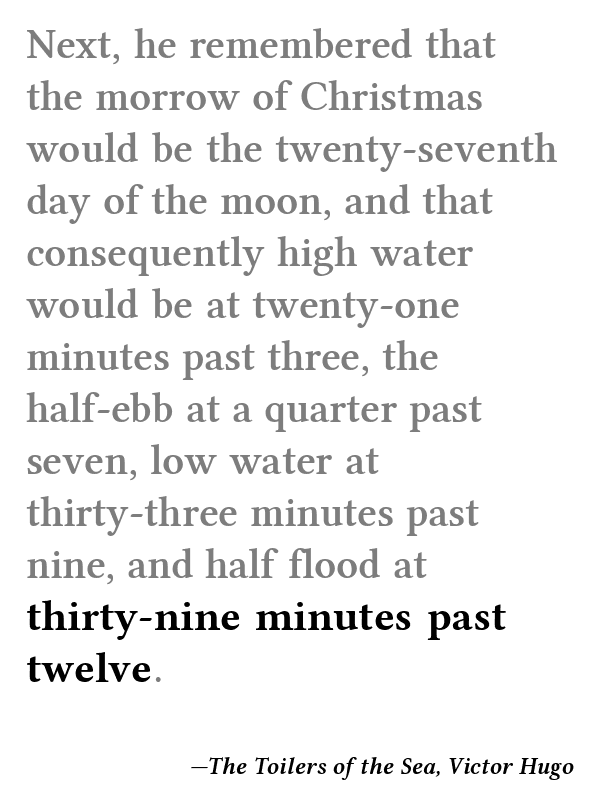 Next, he remembered that
the morrow of Christmas
would be the twenty-seventh
day of the moon, and that
consequently high water
would be at twenty-one
minutes past three, the
half-ebb at a quarter past
seven, low water at
thirty-three minutes past
nine, and half flood at
thirty-nine minutes past
twelve.
—The Toilers of the Sea, Victor Hugo